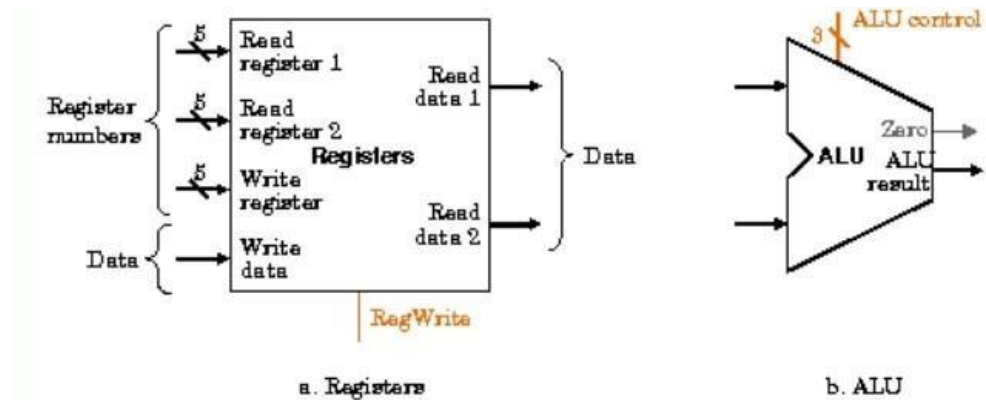 5
Read
register 1
5
Read
register 2
5
Write
register
Write
data
Register
numbers
Data
Registers
Read
data 1
Read
data 2
Data
RegWrite
a. Registers
ALU control
3
Zero
ALU
ALU
result
b. ALU